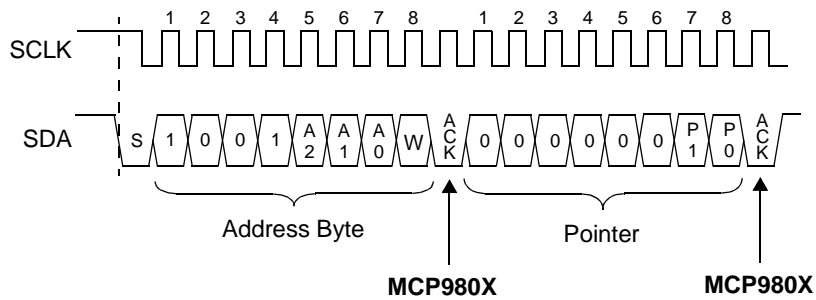 1 2 3 4 5 6 7 8 1 2 3 4 5 6 7 8
SCLK
SDA S 1 0 0 1 A2 A1 A0 W ACK 0 0 0 0 0 0 P1 P0 ACK
Address Byte Pointer
MCP980X MCP980X